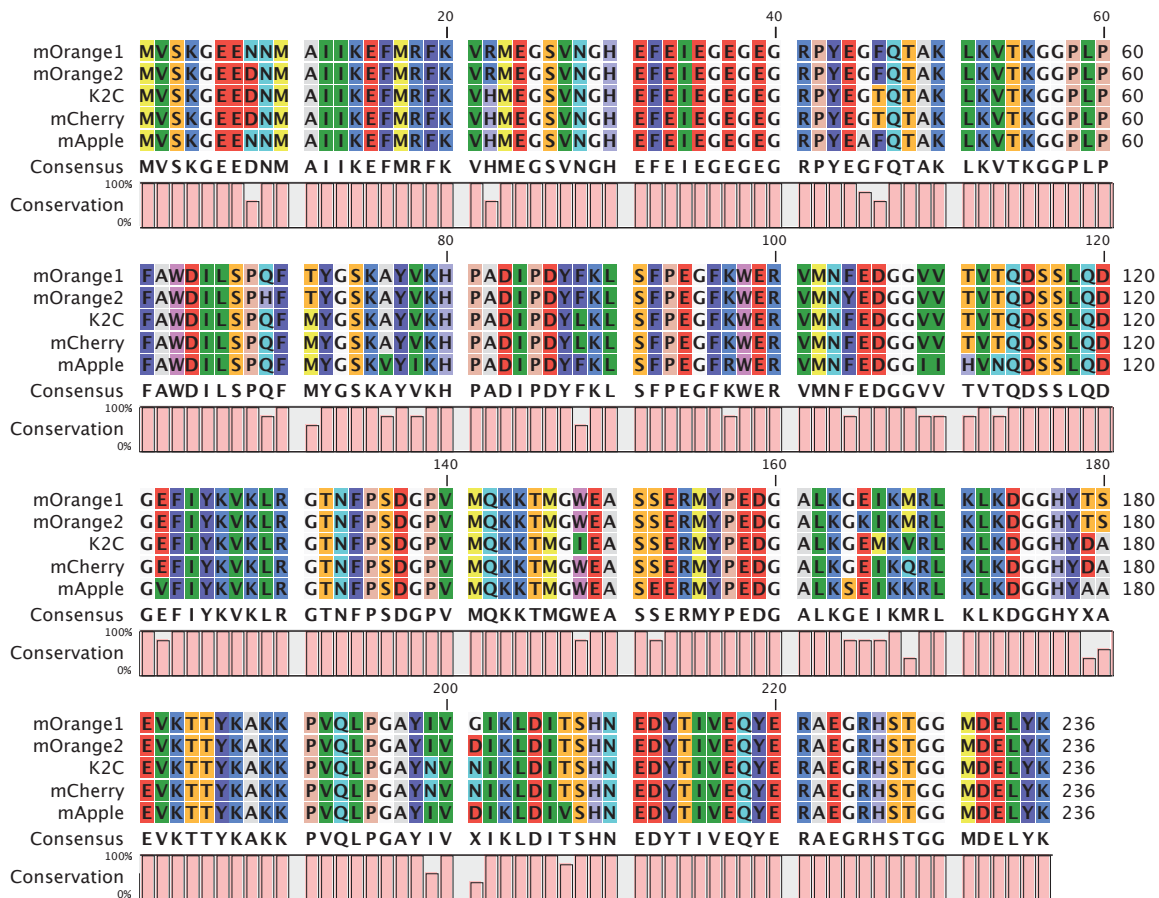 20 40 60
mOrange1 MVSKGEENNM AIIKEFMRFK VRMEGSVNGH EFEIEGEGEG RPYEGFQTAK LKVTKGGPLP 60
mOrange2 MVSKGEEDNM AIIKEFMRFK VRMEGSVNGH EFEIEGEGEG RPYEGFQTAK LKVTKGGPLP 60
K2C MVSKGEEDNM AIIKEFMRFK VHMEGSVNGH EFEIEGEGEG RPYEGTQTAK LKVTKGGPLP 60
mCherry MVSKGEEDNM AIIKEFMRFK VHMEGSVNGH EFEIEGEGEG RPYEGTQTAK LKVTKGGPLP 60
mApple MVSKGEENNM AIIKEFMRFK VHMEGSVNGH EFEIEGEGEG RPYEAFQTAK LKVTKGGPLP 60
Consensus MVSKGEEDNM AIIKEFMRFK VHMEGSVNGH EFEIEGEGEG RPYEGFQTAK LKVTKGGPLP
100%
Conservation
0%
80 100 120
mOrange1 FAWDILSPQF TYGSKAYVKH PADIPDYFKL SFPEGFKWER VMNFEDGGVV TVTQDSSLQD 120
mOrange2 FAWDILSPHF TYGSKAYVKH PADIPDYFKL SFPEGFKWER VMNYEDGGVV TVTQDSSLQD 120
K2C FAWDILSPQF MYGSKAYVKH PADIPDYLKL SFPEGFKWER VMNFEDGGVV TVTQDSSLQD 120
mCherry FAWDILSPQF MYGSKAYVKH PADIPDYLKL SFPEGFKWER VMNFEDGGVV TVTQDSSLQD 120
mApple FAWDILSPQF MYGSKVYIKH PADIPDYFKL SFPEGFRWER VMNFEDGGII HVNQDSSLQD 120
Consensus FAWDILSPQF MYGSKAYVKH PADIPDYFKL SFPEGFKWER VMNFEDGGVV TVTQDSSLQD
100%
Conservation
0%
140 160 180
mOrange1 GEFIYKVKLR GTNFPSDGPV MQKKTMGWEA SSERMYPEDG ALKGEIKMRL KLKDGGHYTS 180
mOrange2 GEFIYKVKLR GTNFPSDGPV MQKKTMGWEA SSERMYPEDG ALKGKIKMRL KLKDGGHYTS 180
K2C GEFIYKVKLR GTNFPSDGPV MQKKTMGIEA SSERMYPEDG ALKGEMKVRL KLKDGGHYDA 180
mCherry GEFIYKVKLR GTNFPSDGPV MQKKTMGWEA SSERMYPEDG ALKGEIKQRL KLKDGGHYDA 180
mApple GVFIYKVKLR GTNFPSDGPV MQKKTMGWEA SEERMYPEDG ALKSEIKKRL KLKDGGHYAA 180
Consensus GEFIYKVKLR GTNFPSDGPV MQKKTMGWEA SSERMYPEDG ALKGEIKMRL KLKDGGHYXA
100%
Conservation
0%
200 220
mOrange1 EVKTTYKAKK PVQLPGAYIV GIKLDITSHN EDYTIVEQYE RAEGRHSTGG MDELYK 236
mOrange2 EVKTTYKAKK PVQLPGAYIV DIKLDITSHN EDYTIVEQYE RAEGRHSTGG MDELYK 236
K2C EVKTTYKAKK PVQLPGAYNV NIKLDITSHN EDYTIVEQYE RAEGRHSTGG MDELYK 236
mCherry EVKTTYKAKK PVQLPGAYNV NIKLDITSHN EDYTIVEQYE RAEGRHSTGG MDELYK 236
mApple EVKTTYKAKK PVQLPGAYIV DIKLDIVSHN EDYTIVEQYE RAEGRHSTGG MDELYK 236
Consensus EVKTTYKAKK PVQLPGAYIV XIKLDITSHN EDYTIVEQYE RAEGRHSTGG MDELYK
100%
Conservation
0%